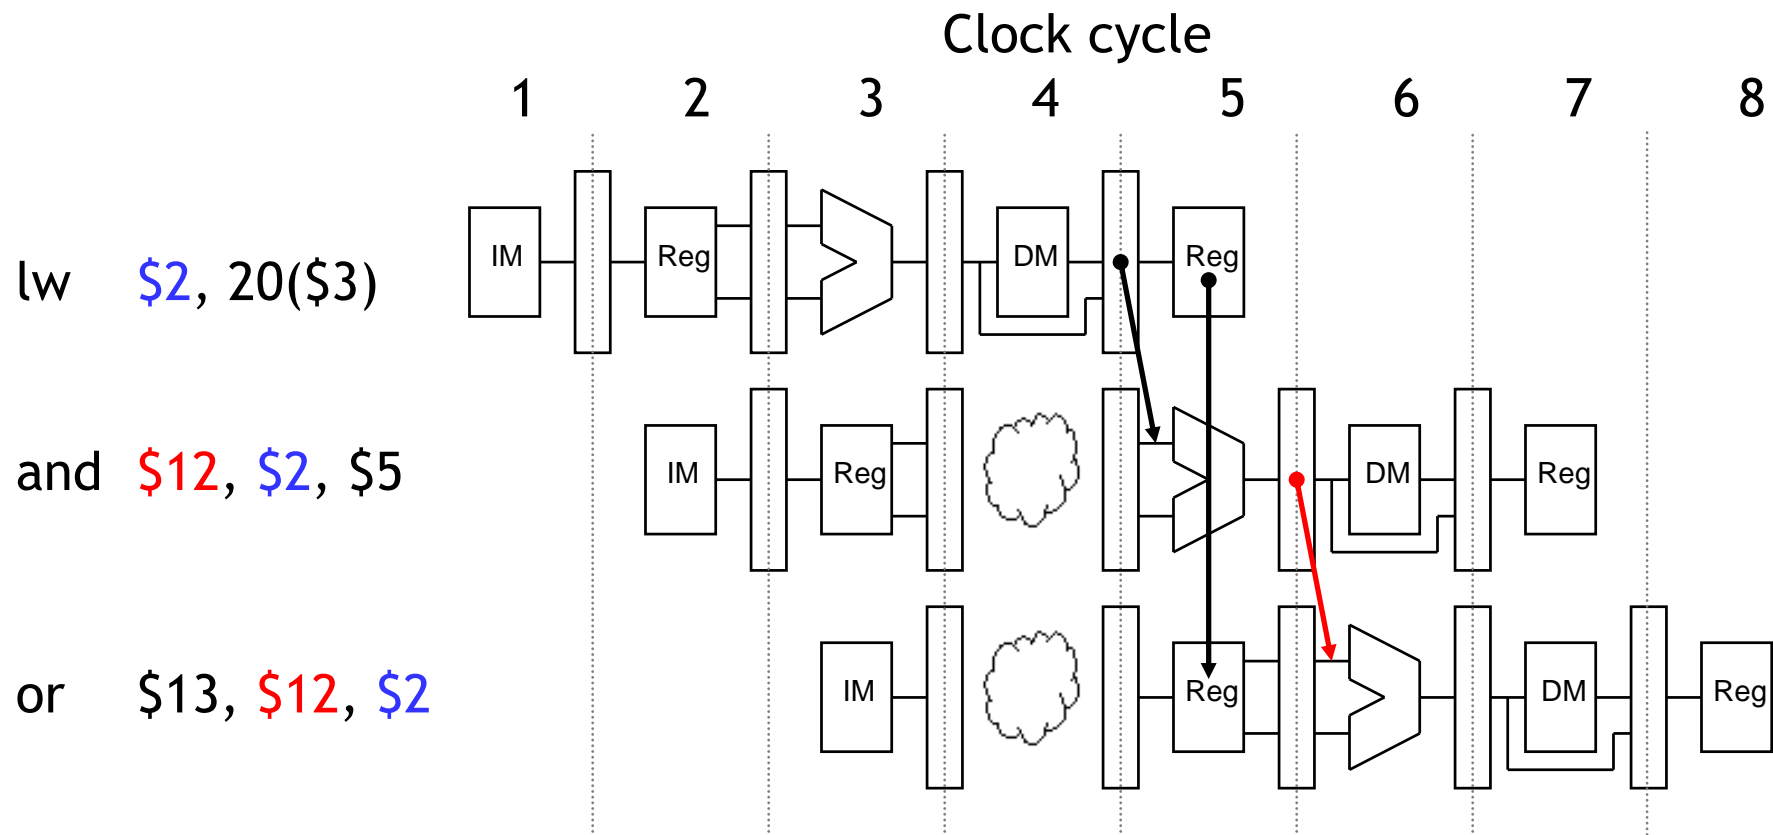 Clock cycle
1 2 3 4 5 6 7 8
lw $2, 20($3) IM Reg DM Reg
and $12, $2, $5 IM Reg DM Reg
or $13, $12, $2 IM Reg DM Reg